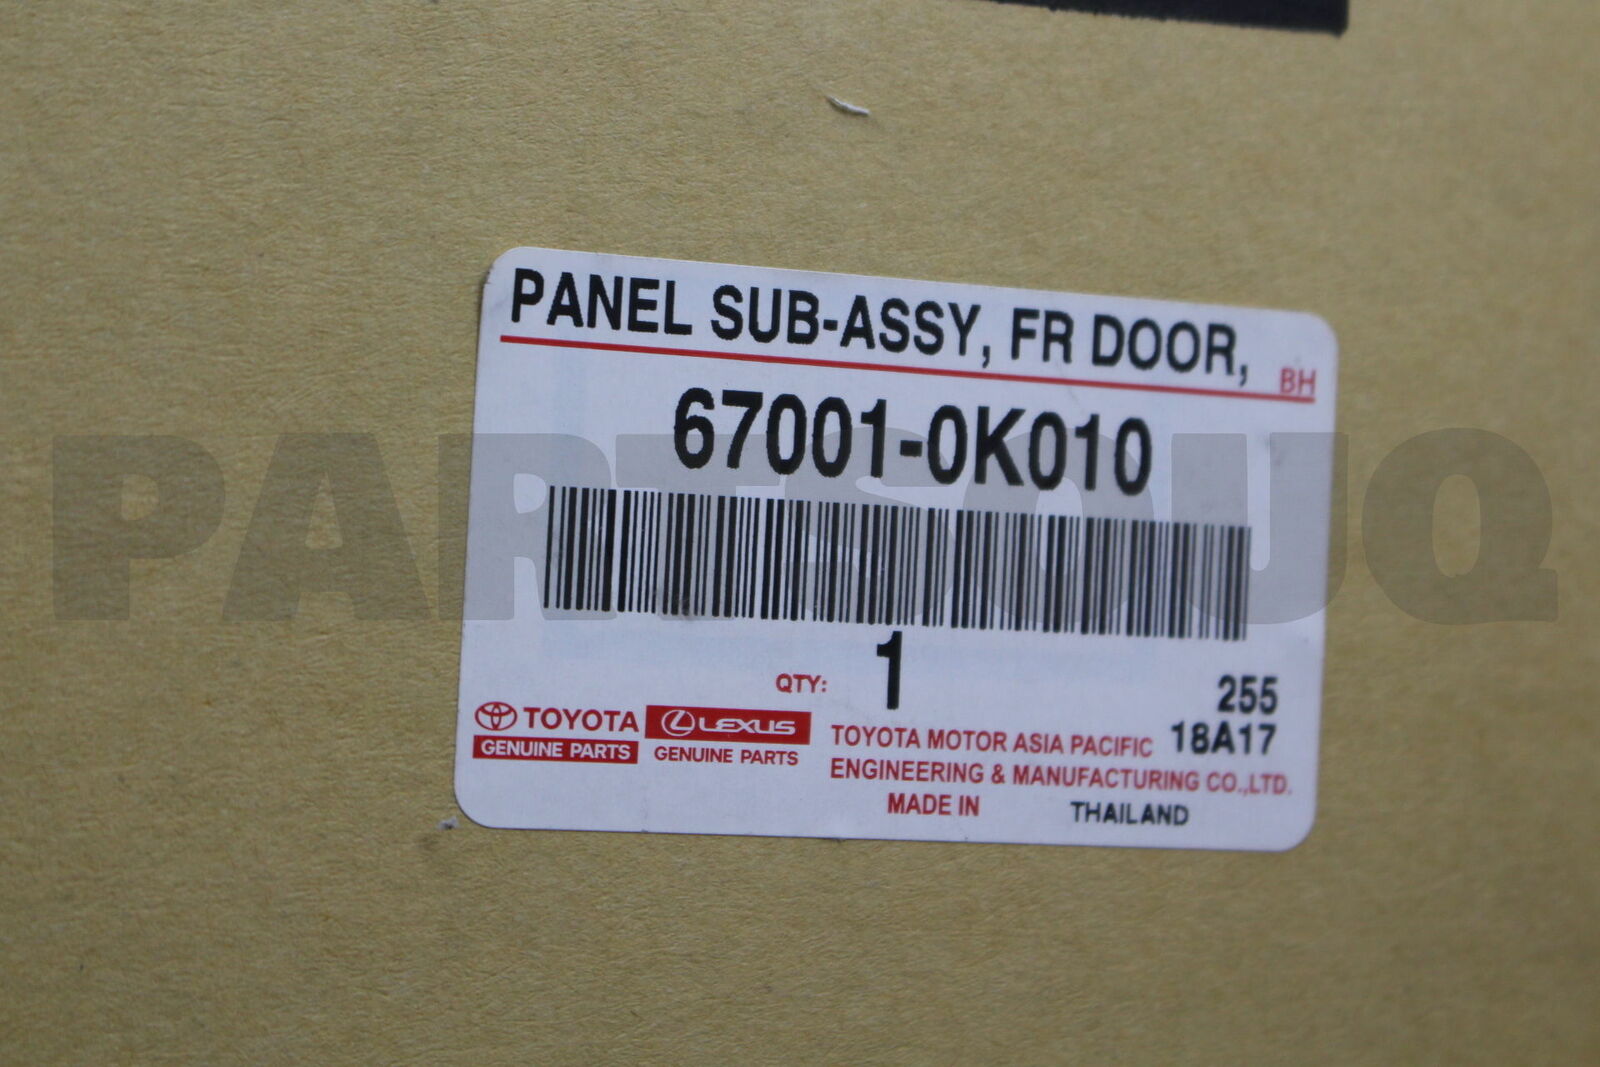 PANEL SUB-ASSY, FR DOOR,
BH
67001-0K010
PARTSOUQ
QTY: 1
255
18A17
TOYOTA
GENUINE PARTS
LEXUS
GENUINE PARTS
TOYOTA MOTOR ASIA PACIFIC
ENGINEERING & MANUFACTURING CO.,LTD.
MADE IN THAILAND